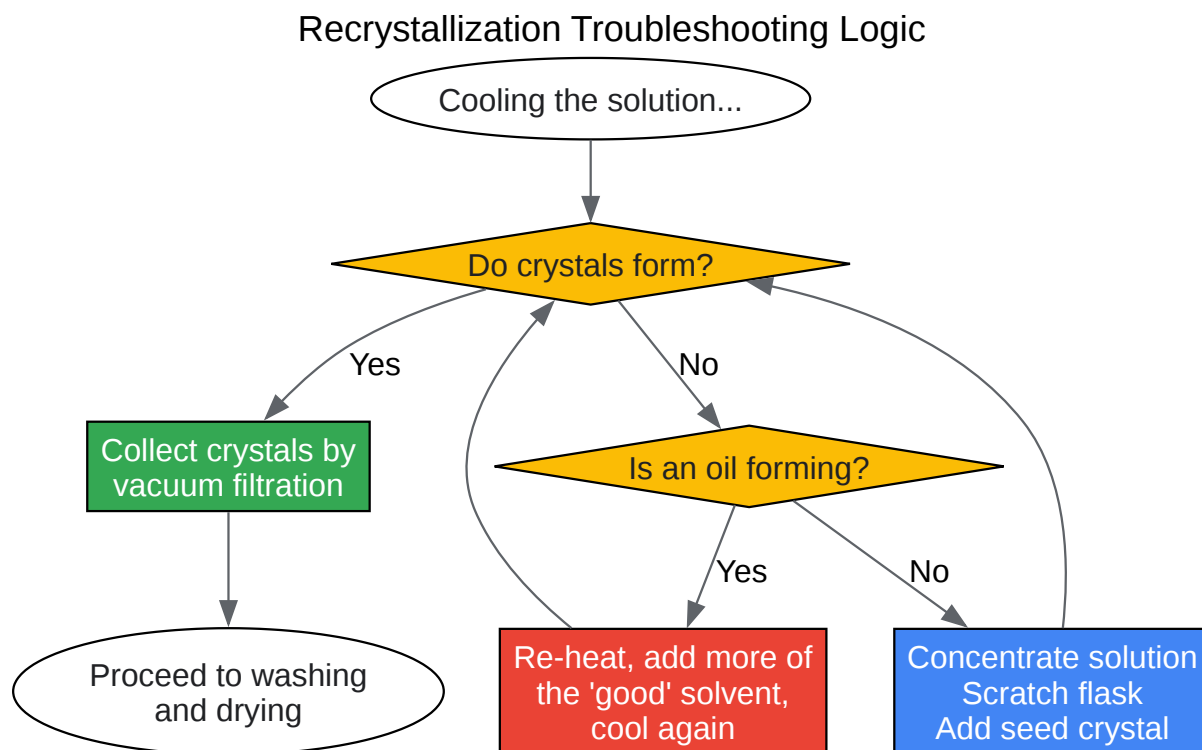 Recrystallization Troubleshooting Logic
Cooling the solution...
Do crystals form?
Yes
No
Collect crystals by
vacuum filtration
Is an oil forming?
Yes
No
Proceed to washing
and drying
Re-heat, add more of
the 'good' solvent,
cool again
Concentrate solution
Scratch flask
Add seed crystal